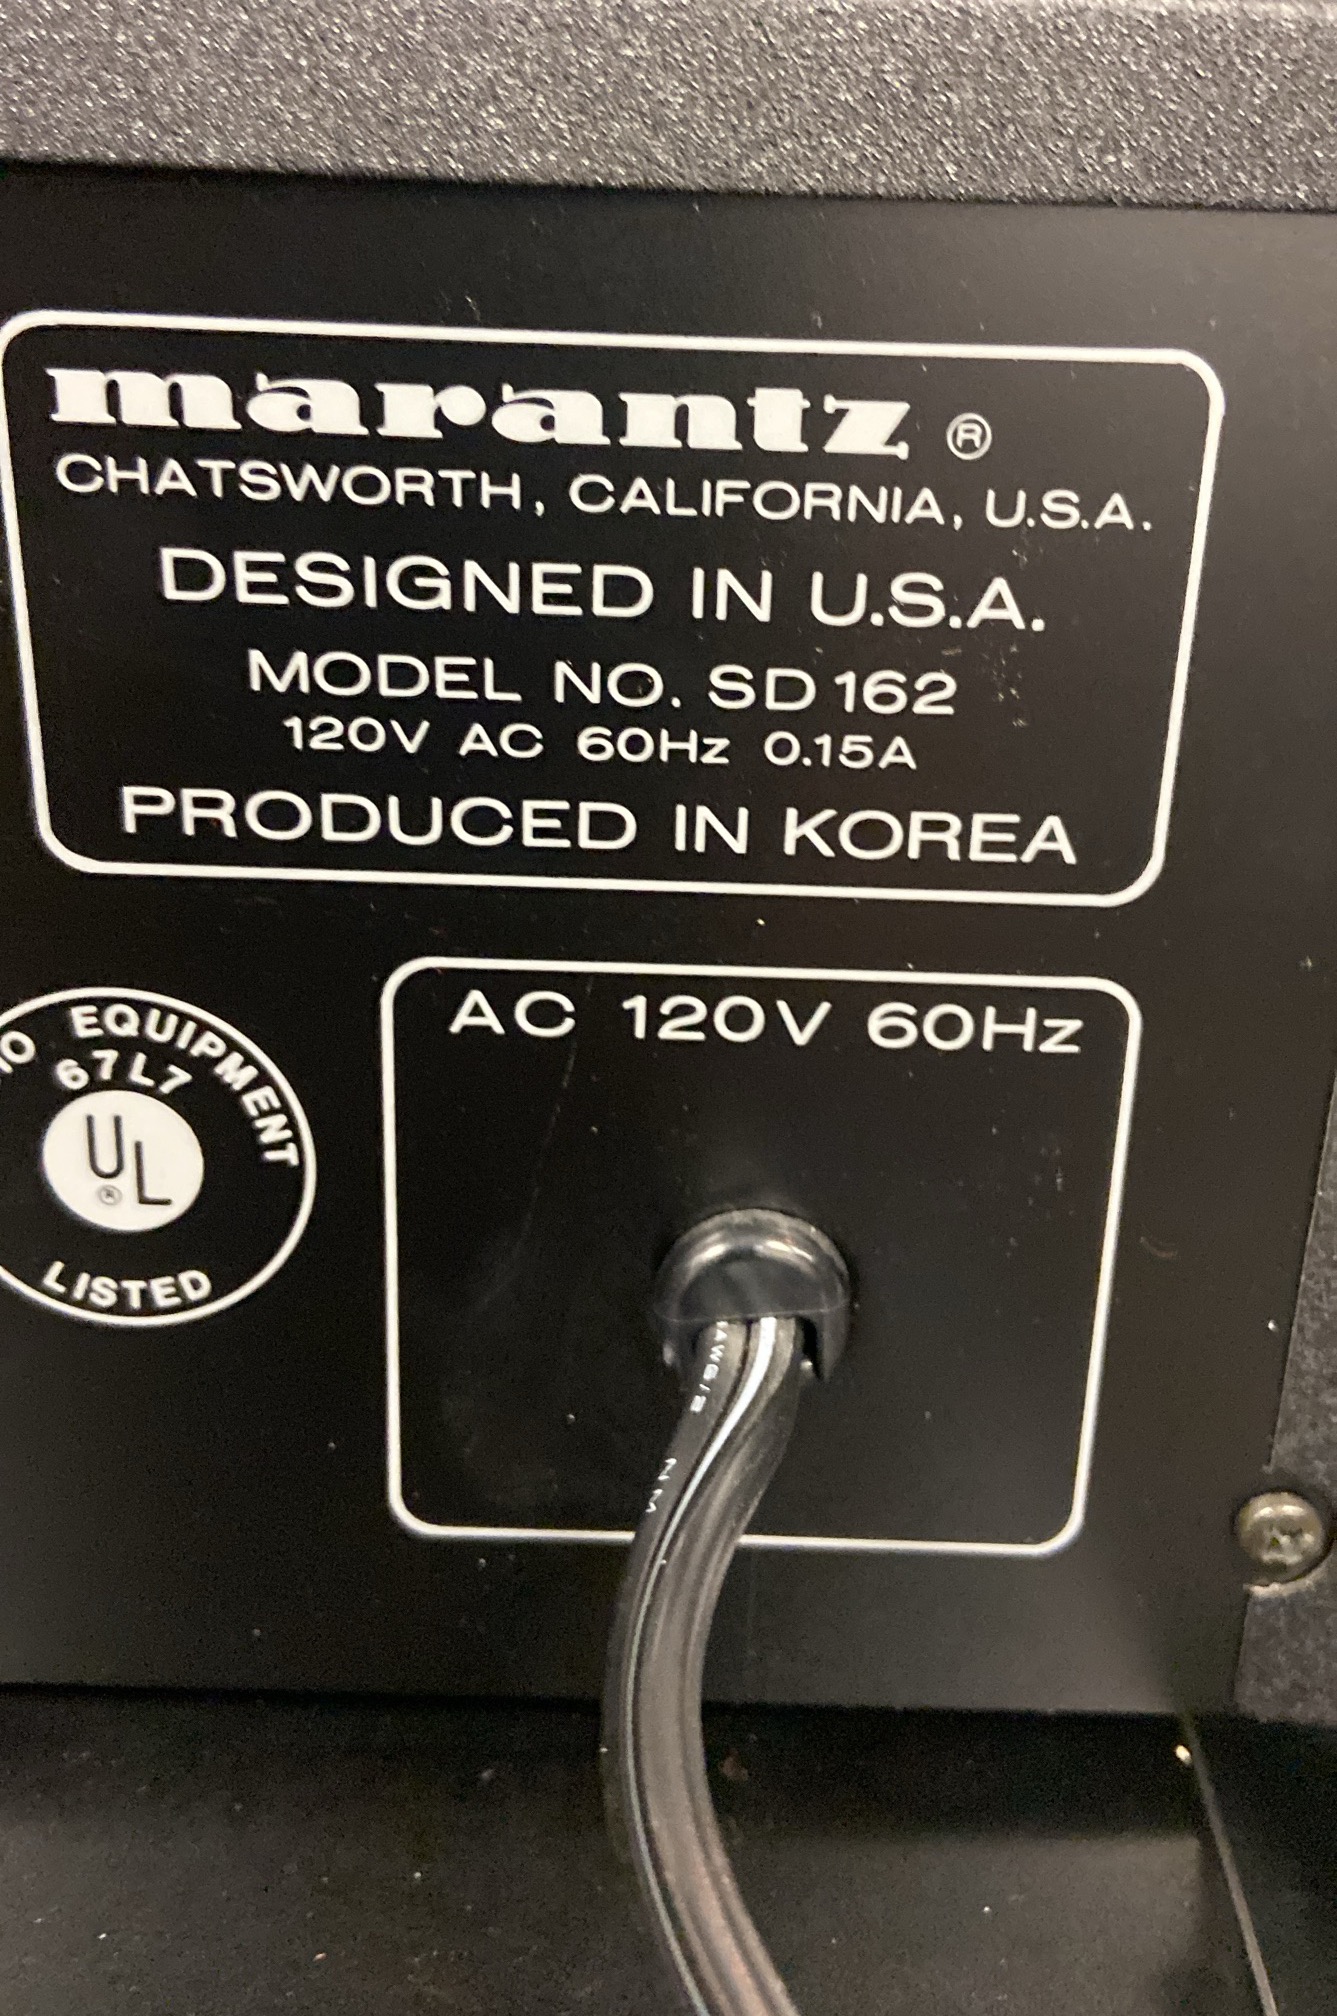 marantz ®
CHATSWORTH, CALIFORNIA, U.S.A.
DESIGNED IN U.S.A.
MODEL NO. SD 162
120V AC 60Hz 0.15A
PRODUCED IN KOREA
AC 120V 60Hz
EQUIPMENT
67L7
UL ®
LISTED